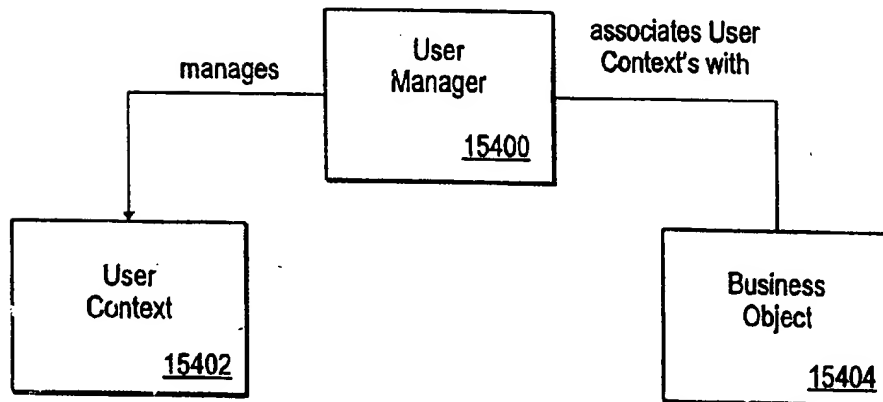 manages
User
Manager
15400
associates User
Context's with
User
Context
15402
Business
Object
15404